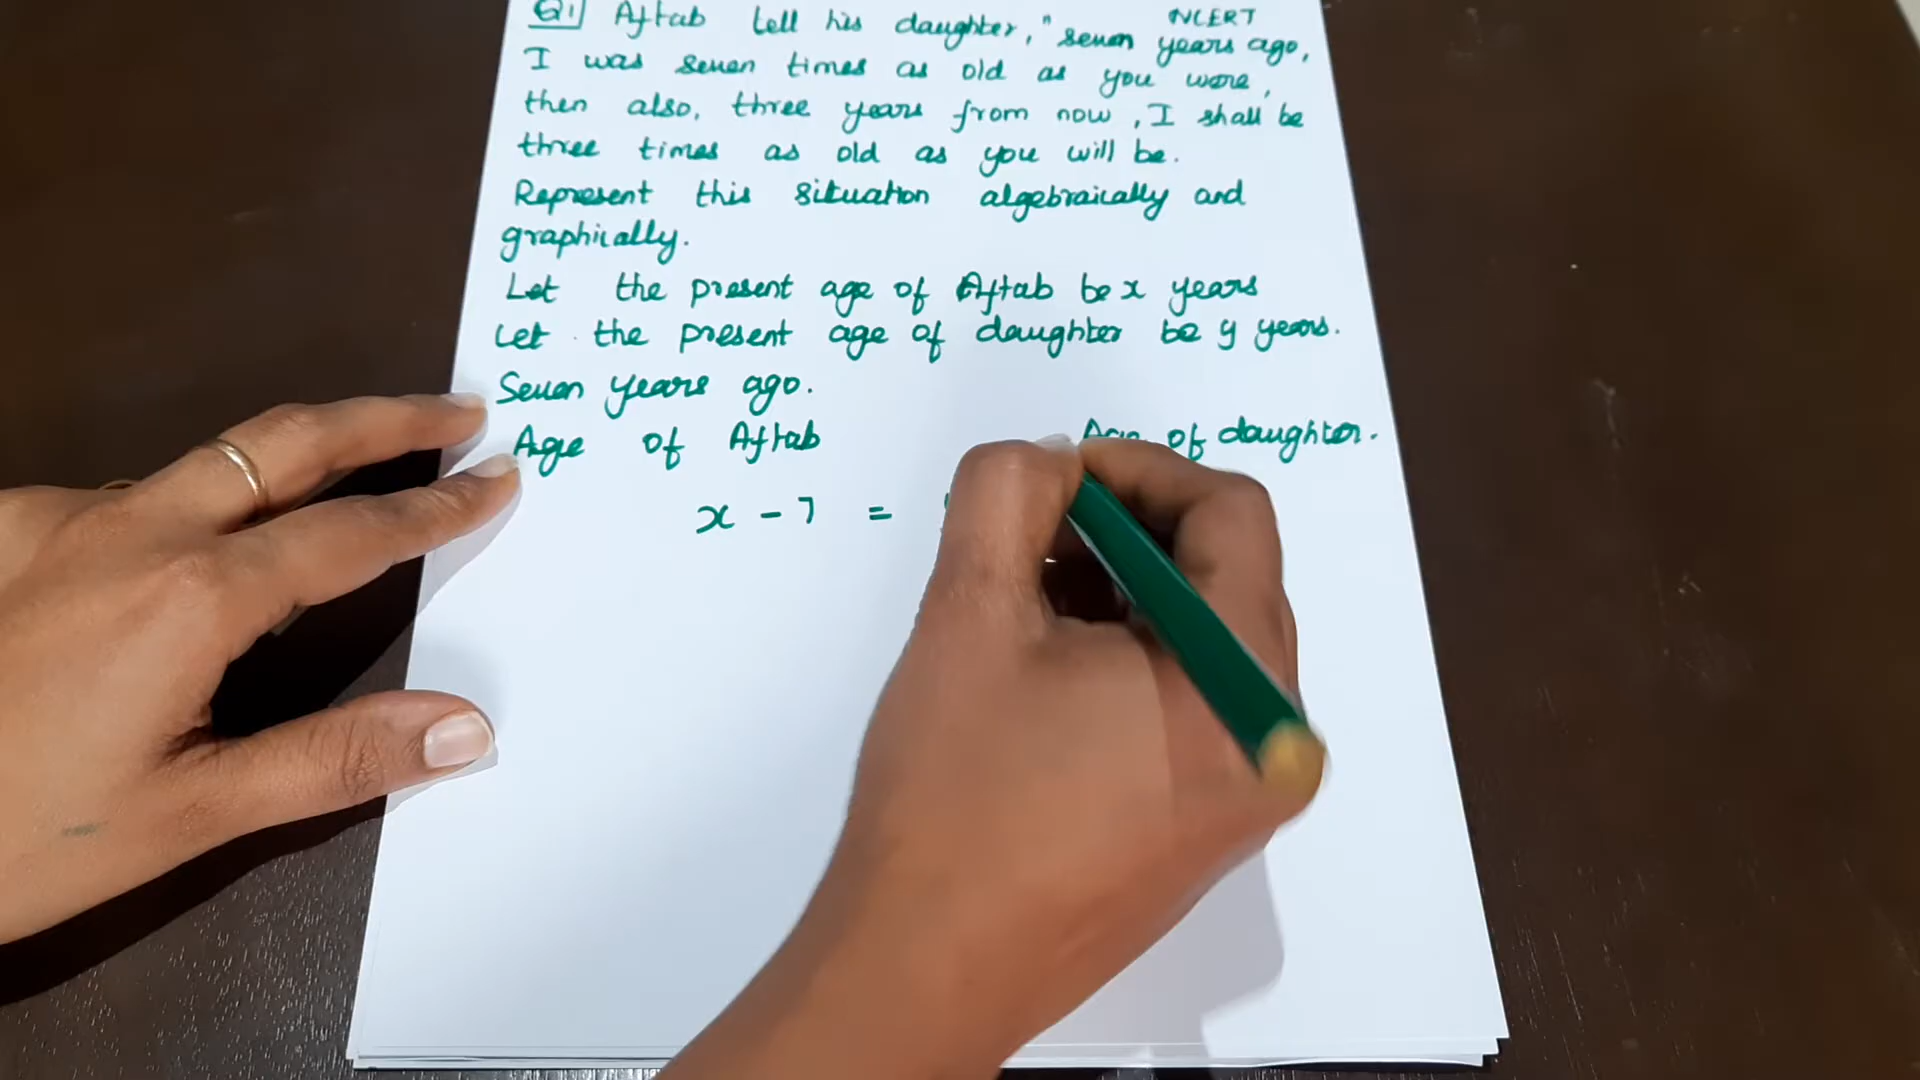 Q1 Aftab tell his daughter, "seven years ago, NCERT
I was seven times as old as you were,
then also, three years from now, I shall be
three times as old as you will be.
Represent this situation algebraically and
graphically.
Let the present age of Aftab be x years
Let the present age of daughter be y years.
Seven years ago.
Age of Aftab Age of daughter.
x - 7 =